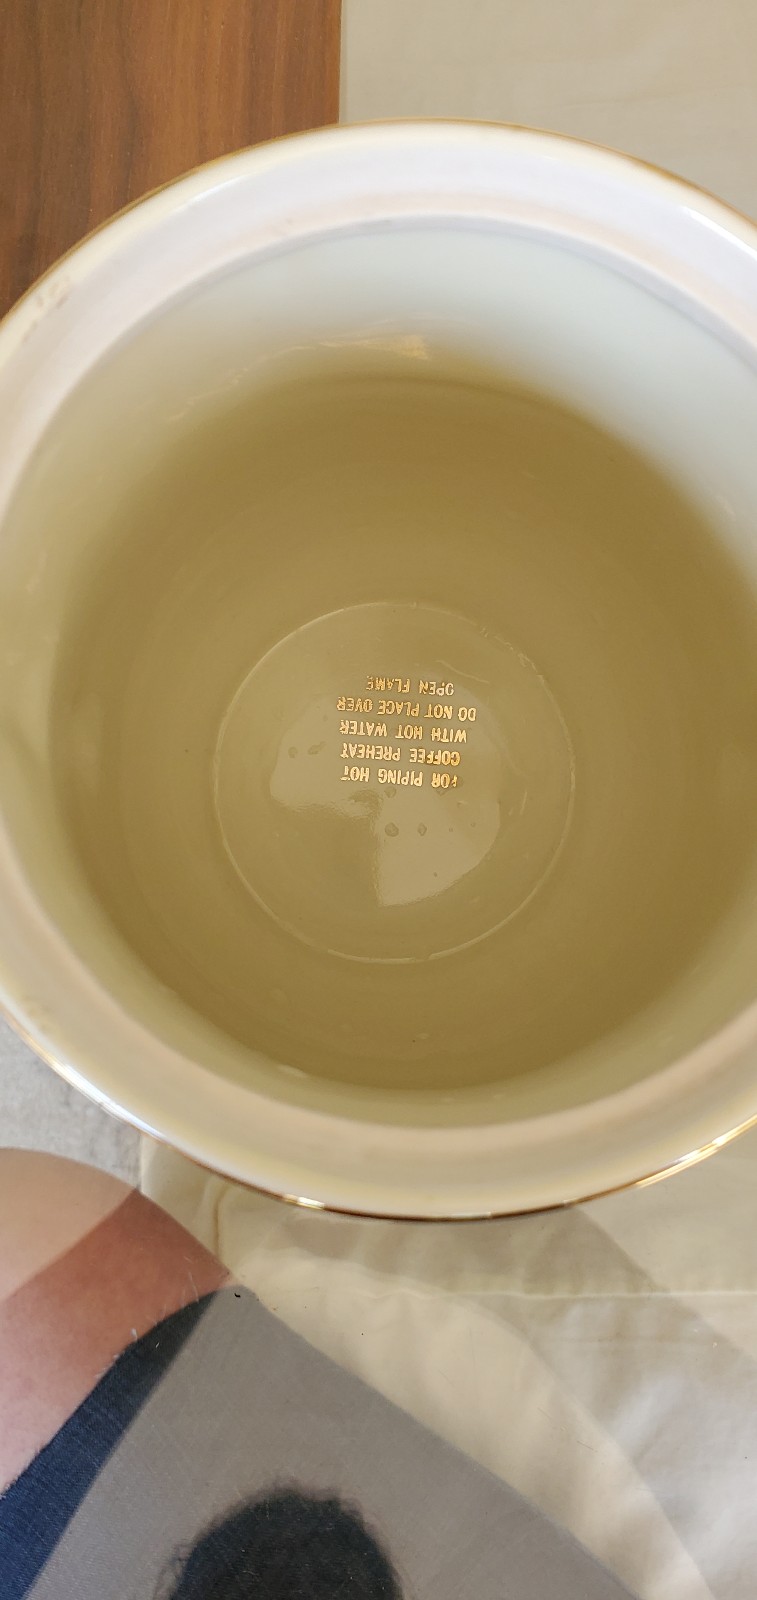 FOR PIPING HOT
COFFEE PREHEAT
WITH HOT WATER
DO NOT PLACE OVER
OPEN FLAME